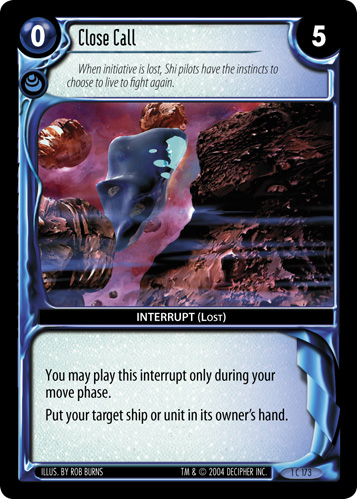 0 Close Call 5
When initiative is lost, Shi pilots have the instincts to
choose to live to fight again.
INTERRUPT (LOST)
You may play this interrupt only during your
move phase.
Put your target ship or unit in its owner's hand.
ILLUS. BY ROB BURNS TM & © 2004 DECIPHER INC. 1 C 173